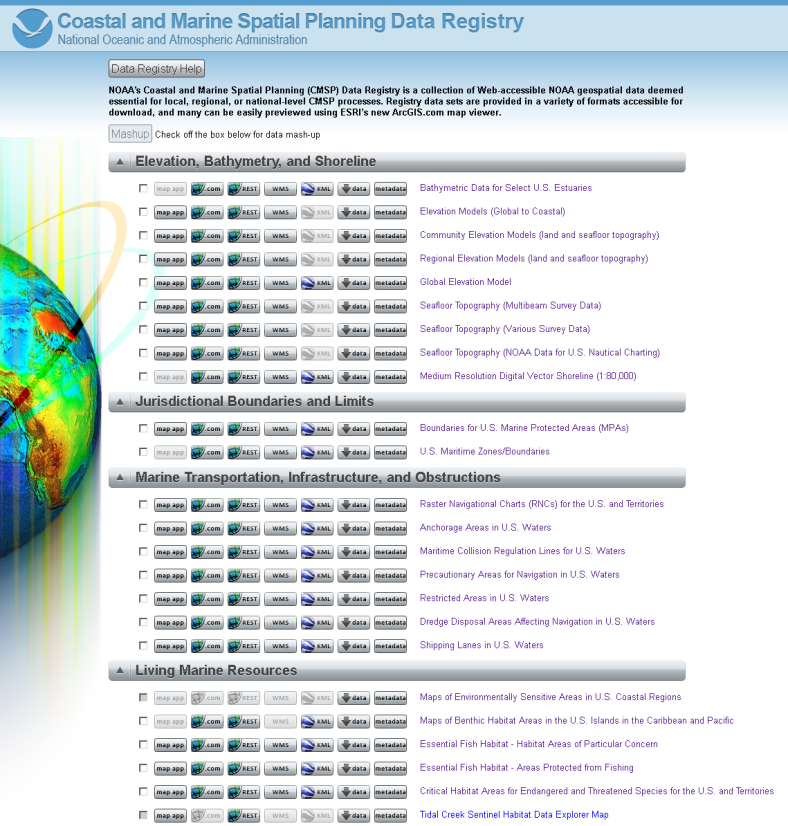 Coastal and Marine Spatial Planning Data Registry
National Oceanic and Atmospheric Administration
Data Registry Help
NOAA's Coastal and Marine Spatial Planning (CMSP) Data Registry is a collection of Web-accessible NOAA geospatial data deemed
essential for local, regional, or national-level CMSP processes. Registry data sets are provided in a variety of formats accessible for
download, and many can be easily previewed using ESRI's new ArcGIS.com map viewer.
Mashup Check off the box below for data mash-up
Elevation, Bathymetry, and Shoreline
map app .com REST WMS KML data metadata Bathymetric Data for Select U.S. Estuaries
map app .com REST WMS KML data metadata Elevation Models (Global to Coastal)
map app .com REST WMS KML data metadata Community Elevation Models (land and seafloor topography)
map app .com REST WMS KML data metadata Regional Elevation Models (land and seafloor topography)
map app .com REST WMS KML data metadata Global Elevation Model
map app .com REST WMS KML data metadata Seafloor Topography (Multibeam Survey Data)
map app .com REST WMS KML data metadata Seafloor Topography (Various Survey Data)
map app .com REST WMS KML data metadata Seafloor Topography (NOAA Data for U.S. Nautical Charting)
map app .com REST WMS KML data metadata Medium Resolution Digital Vector Shoreline (1:80,000)
Jurisdictional Boundaries and Limits
map app .com REST WMS KML data metadata Boundaries for U.S. Marine Protected Areas (MPAs)
map app .com REST WMS KML data metadata U.S. Maritime Zones/Boundaries
Marine Transportation, Infrastructure, and Obstructions
map app .com REST WMS KML data metadata Raster Navigational Charts (RNCs) for the U.S. and Territories
map app .com REST WMS KML data metadata Anchorage Areas in U.S. Waters
map app .com REST WMS KML data metadata Maritime Collision Regulation Lines for U.S. Waters
map app .com REST WMS KML data metadata Precautionary Areas for Navigation in U.S. Waters
map app .com REST WMS KML data metadata Restricted Areas in U.S. Waters
map app .com REST WMS KML data metadata Dredge Disposal Areas Affecting Navigation in U.S. Waters
map app .com REST WMS KML data metadata Shipping Lanes in U.S. Waters
Living Marine Resources
map app .com REST WMS KML data metadata Maps of Environmentally Sensitive Areas in U.S. Coastal Regions
map app .com REST WMS KML data metadata Maps of Benthic Habitat Areas in the U.S. Islands in the Caribbean and Pacific
map app .com REST WMS KML data metadata Essential Fish Habitat - Habitat Areas of Particular Concern
map app .com REST WMS KML data metadata Essential Fish Habitat - Areas Protected from Fishing
map app .com REST WMS KML data metadata Critical Habitat Areas for Endangered and Threatened Species for the U.S. and Territories
map app .com REST WMS KML data metadata Tidal Creek Sentinel Habitat Data Explorer Map